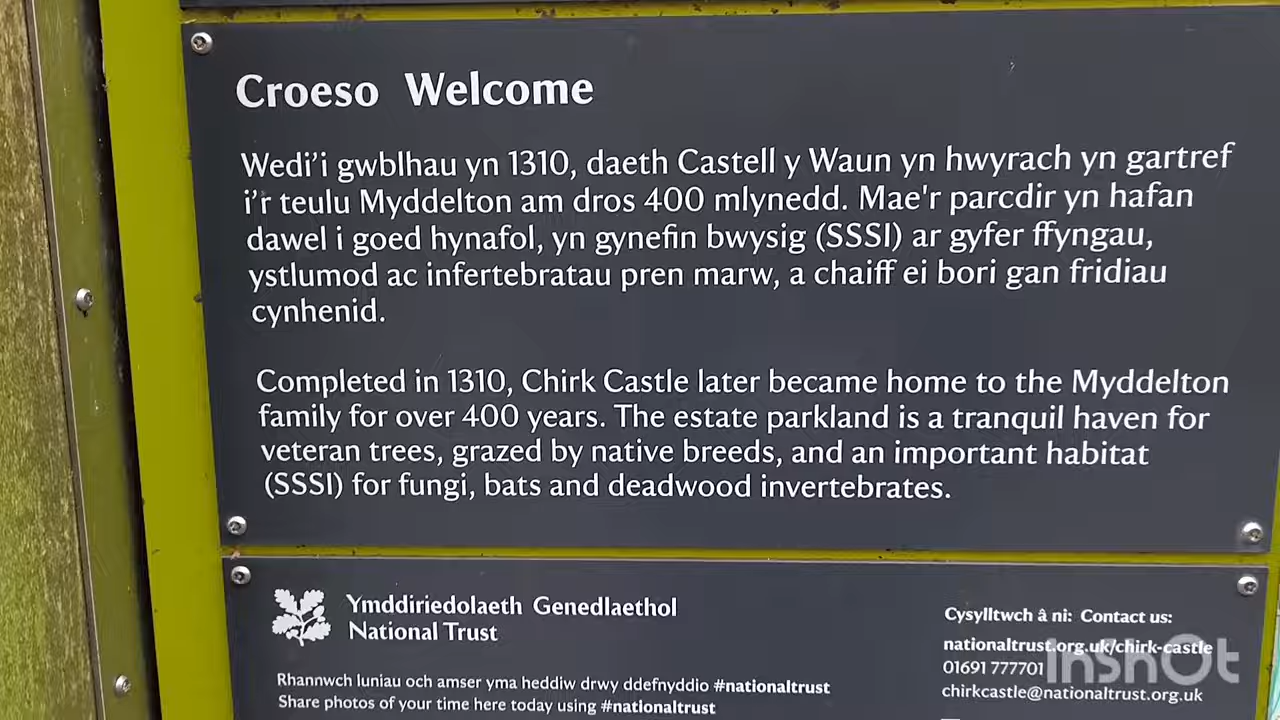 Croeso Welcome
Wedi'i gwblhau yn 1310, daeth Castell y Waun yn hwyrach yn gartref
i'r teulu Myddelton am dros 400 mlynedd. Mae'r parcdir yn hafan
dawel i goed hynafol, yn gynefin bwysig (SSSI) ar gyfer ffyngau,
ystlumod ac infertebratau pren marw, a chaiff ei bori gan fridiau
cynhenid.
Completed in 1310, Chirk Castle later became home to the Myddelton
family for over 400 years. The estate parkland is a tranquil haven for
veteran trees, grazed by native breeds, and an important habitat
(SSSI) for fungi, bats and deadwood invertebrates.
Ymddiriedolaeth Genedlaethol
National Trust
Rhannwch luniau och amser yma heddiw drwy ddefnyddio #nationaltrust
Share photos of your time here today using #nationaltrust
Cysylltwch â ni: Contact us:
nationaltrust.org.uk/chirk-castle
01691 777701
chirkcastle@nationaltrust.org.uk
InShOt